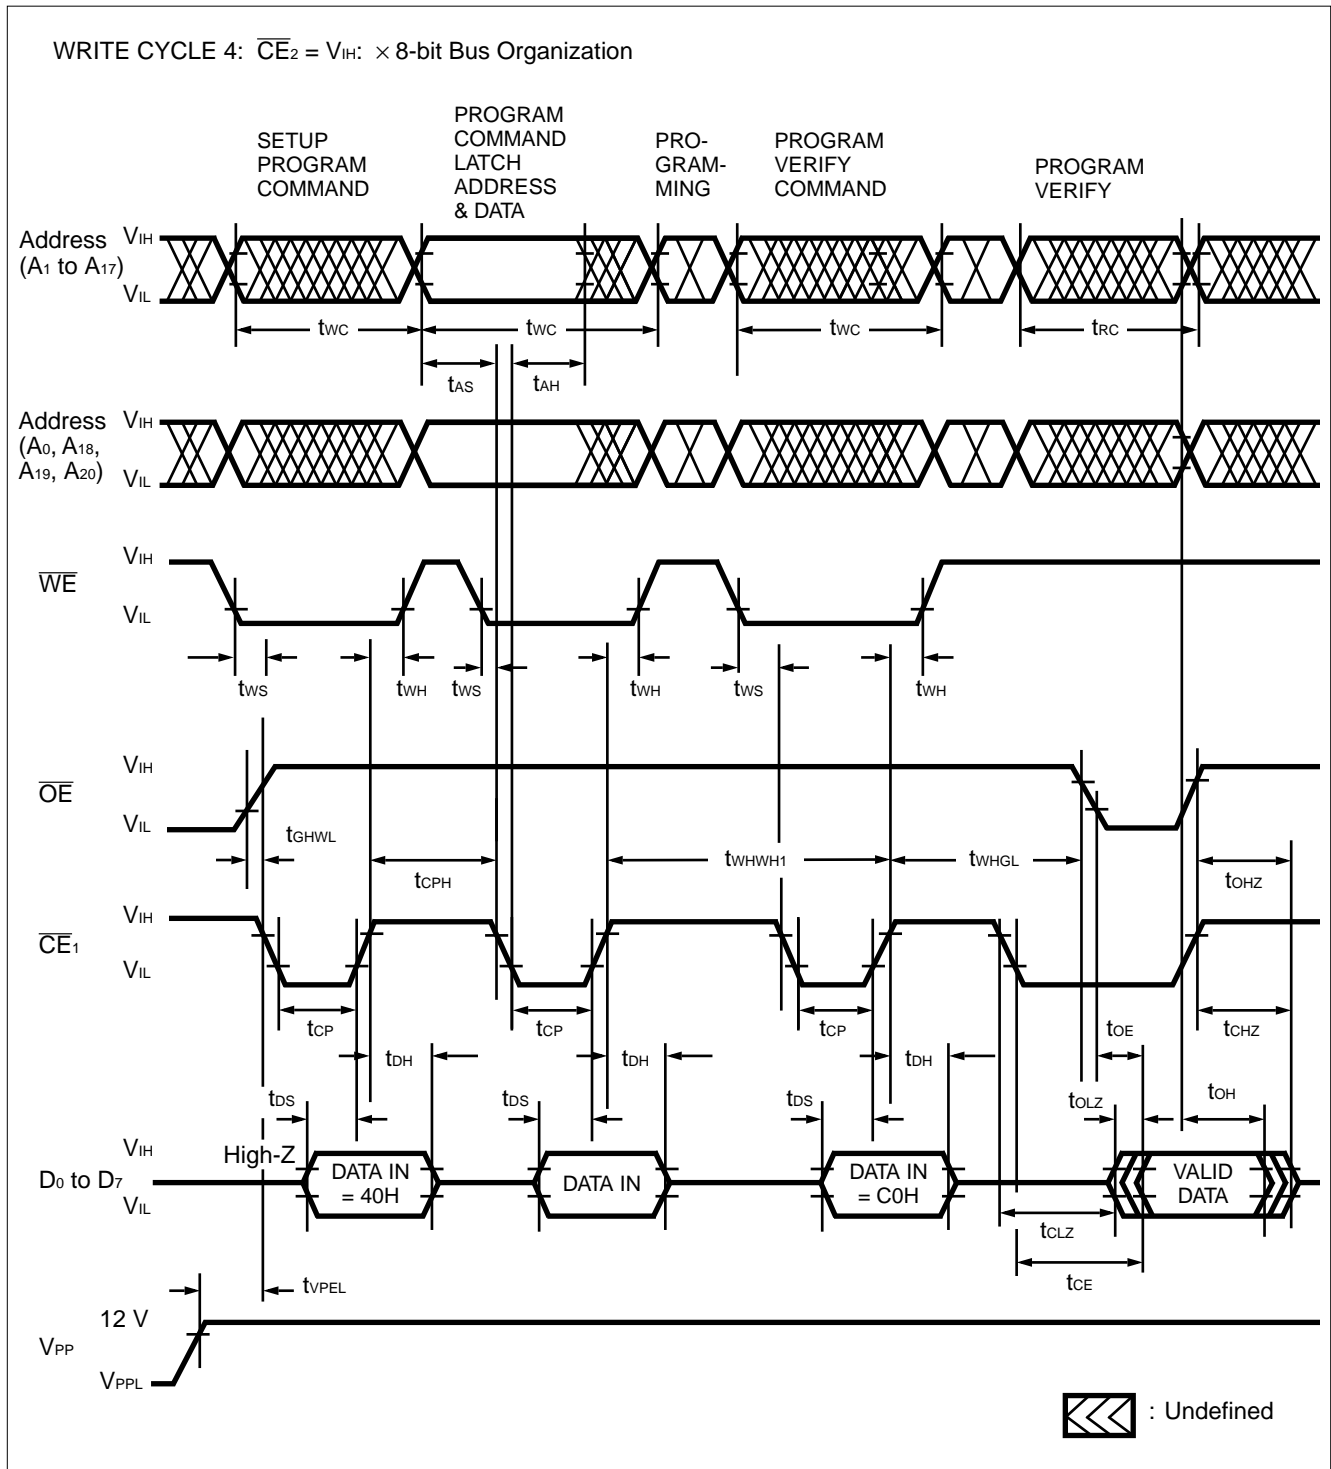 WRITE CYCLE 4: CE2 = VIH: × 8-bit Bus Organization
SETUP
PROGRAM
COMMAND
PROGRAM
COMMAND
LATCH
ADDRESS
& DATA
PRO-
GRAM-
MING
PROGRAM
VERIFY
COMMAND
PROGRAM
VERIFY
Address
(A1 to A17)
VIH
VIL
tWC
tWC
tWC
tRC
tAS
tAH
Address
(A0, A18,
A19, A20)
VIH
VIL
WE
VIH
VIL
tWS
tWH
tWS
tWH
tWS
tWH
OE
VIH
VIL
tGHWL
tCPH
tWHWH1
tWHGL
tOHZ
CE1
VIH
VIL
tCP
tCP
tCP
tOE
tCHZ
tDH
tDH
tDH
tDS
tDS
tDS
tOLZ
tOH
D0 to D7
VIH
VIL
High-Z
DATA IN
= 40H
DATA IN
DATA IN
= C0H
VALID
DATA
tCLZ
tCE
tVPEL
VPP
12 V
VPPL
: Undefined